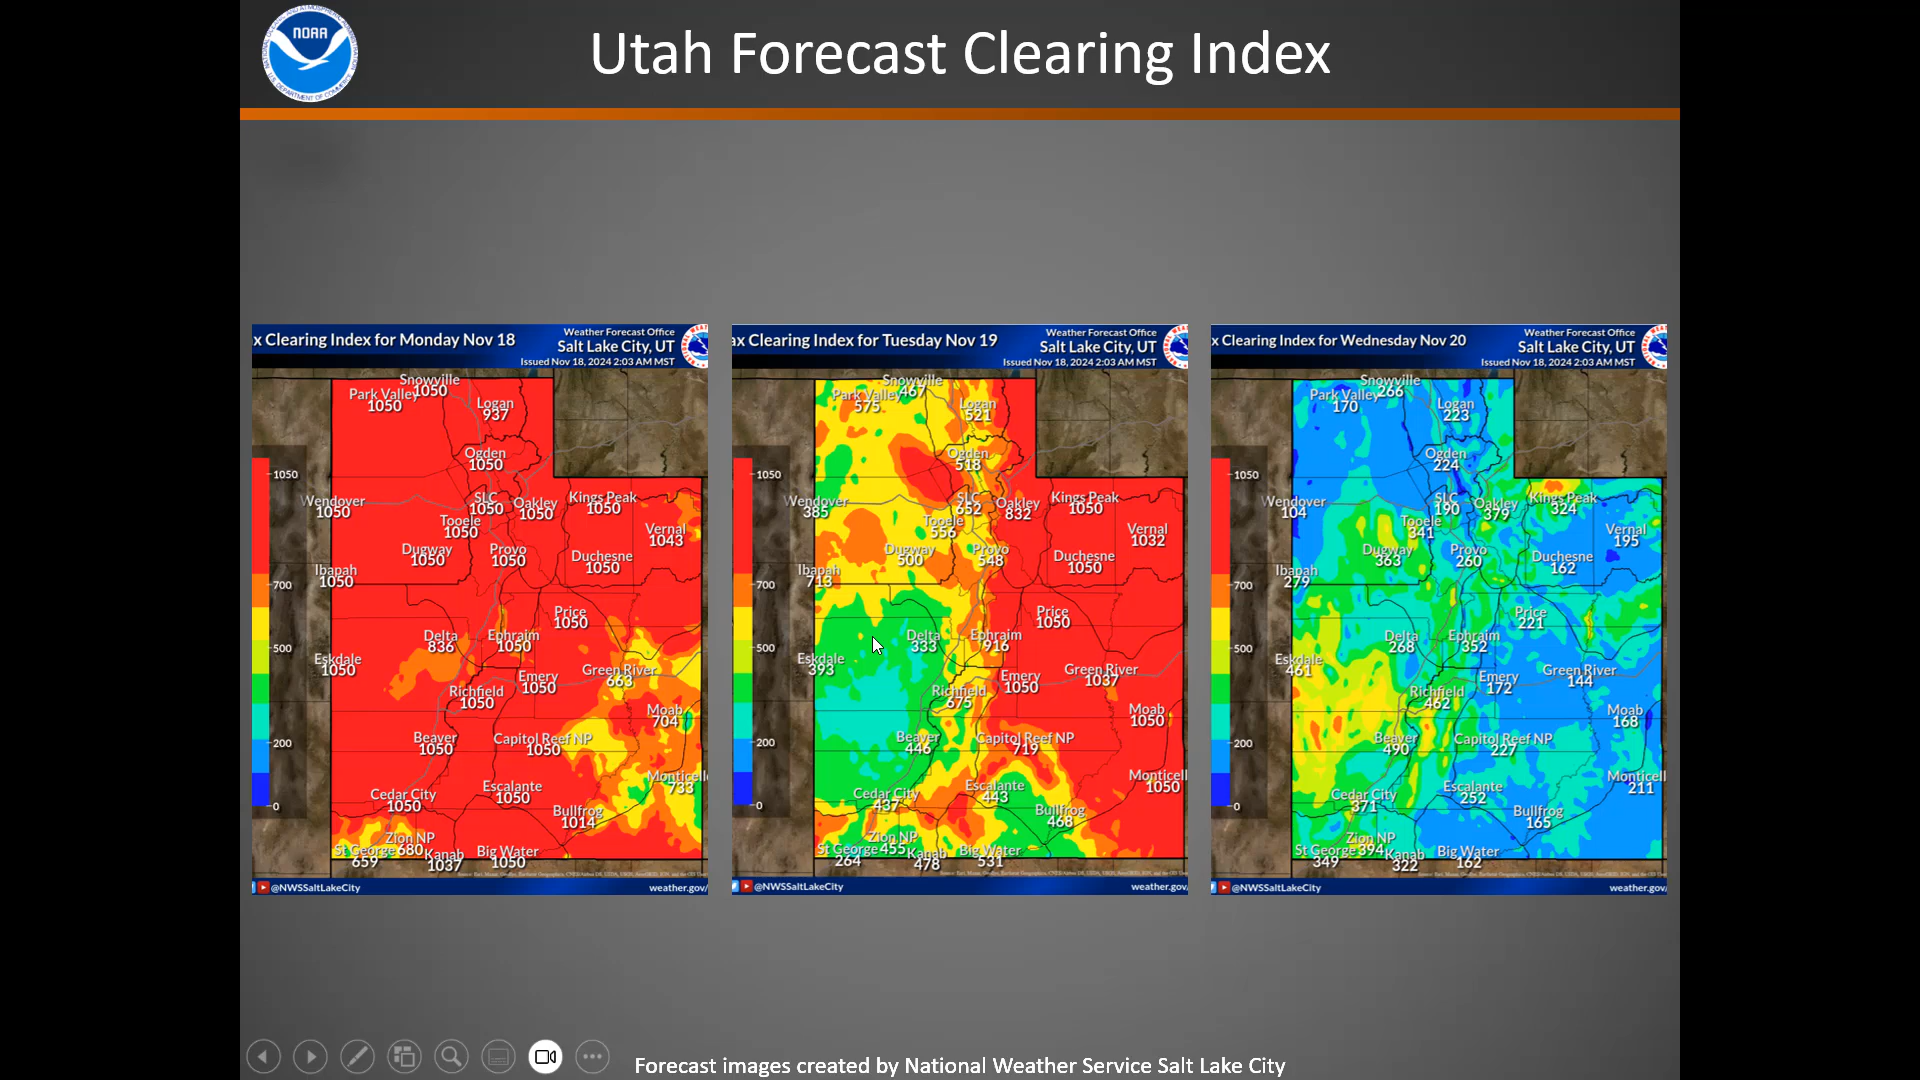 NOAA
U.S. DEPARTMENT OF COMMERCE
Utah Forecast Clearing Index
x Clearing Index for Monday Nov 18
Weather Forecast Office
Salt Lake City, UT
Issued Nov 18, 2024 2:03 AM MST
Snowville
1050
Park Valley
1050
Logan
937
Ogden
1050
1050
Wendover
1050
SLC
1050
Oakley
1050
Kings Peak
1050
Tooele
1050
Vernal
1043
Dugway
1050
Provo
1050
Duchesne
1050
Ibapah
1050
700
Price
1050
Delta
836
Ephraim
1050
500
Eskdale
1050
Emery
1050
Green River
663
Richfield
1050
Moab
704
Beaver
1050
Capitol Reef NP
1050
200
Monticell
733
Escalante
1050
Cedar City
1050
0
Bullfrog
1014
Zion NP
680
St George
659
Kanab
1037
Big Water
1050
@NWSSaltLakeCity
weather.gov/
ax Clearing Index for Tuesday Nov 19
Weather Forecast Office
Salt Lake City, UT
Issued Nov 18, 2024 2:03 AM MST
Snowville
467
Park Valley
575
Logan
521
Ogden
518
1050
Wendover
385
SLC
652
Oakley
832
Kings Peak
1050
Tooele
556
Vernal
1032
Dugway
500
Provo
548
Duchesne
1050
Ibapah
713
700
Price
1050
Delta
333
Ephraim
916
500
Eskdale
393
Emery
1050
Green River
1037
Richfield
675
Moab
1050
Beaver
446
Capitol Reef NP
719
200
Monticell
1050
Escalante
443
Cedar City
437
0
Bullfrog
468
Zion NP
455
St George
264
Kanab
478
Big Water
531
@NWSSaltLakeCity
weather.gov/
x Clearing Index for Wednesday Nov 20
Weather Forecast Office
Salt Lake City, UT
Issued Nov 18, 2024 2:03 AM MST
Snowville
266
Park Valley
170
Logan
223
Ogden
224
1050
Wendover
104
SLC
190
Oakley
379
Kings Peak
324
Tooele
341
Vernal
195
Dugway
363
Provo
260
Duchesne
162
Ibapah
279
700
Price
221
Delta
268
Ephraim
352
500
Eskdale
461
Emery
172
Green River
144
Richfield
462
Moab
168
Beaver
490
Capitol Reef NP
227
200
Monticell
211
Escalante
252
Cedar City
371
0
Bullfrog
165
Zion NP
394
St George
349
Kanab
322
Big Water
162
@NWSSaltLakeCity
weather.gov/
Forecast images created by National Weather Service Salt Lake City